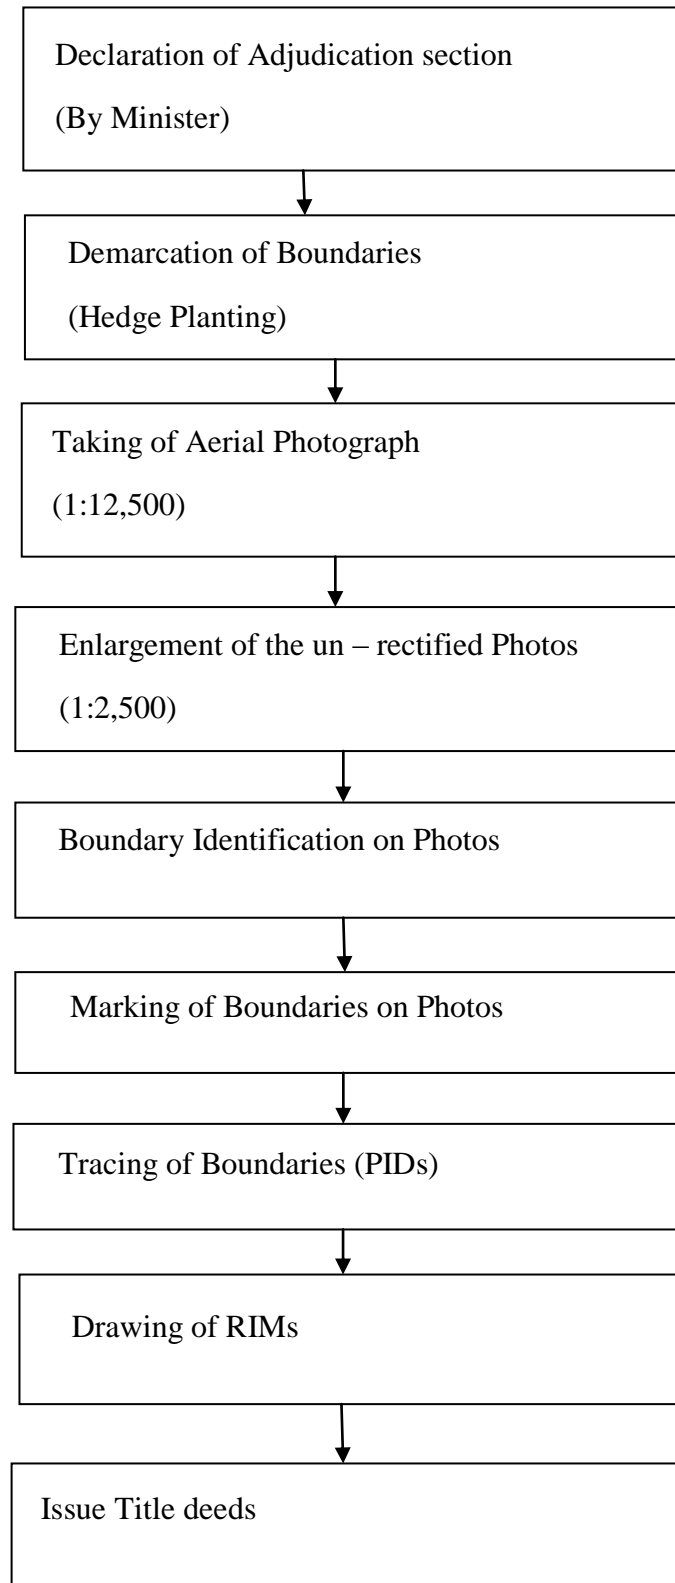 Declaration of Adjudication section
(By Minister)
Demarcation of Boundaries
(Hedge Planting)
Taking of Aerial Photograph
(1:12,500)
Enlargement of the un – rectified Photos
(1:2,500)
Boundary Identification on Photos
Marking of Boundaries on Photos
Tracing of Boundaries (PIDs)
Drawing of RIMs
Issue Title deeds